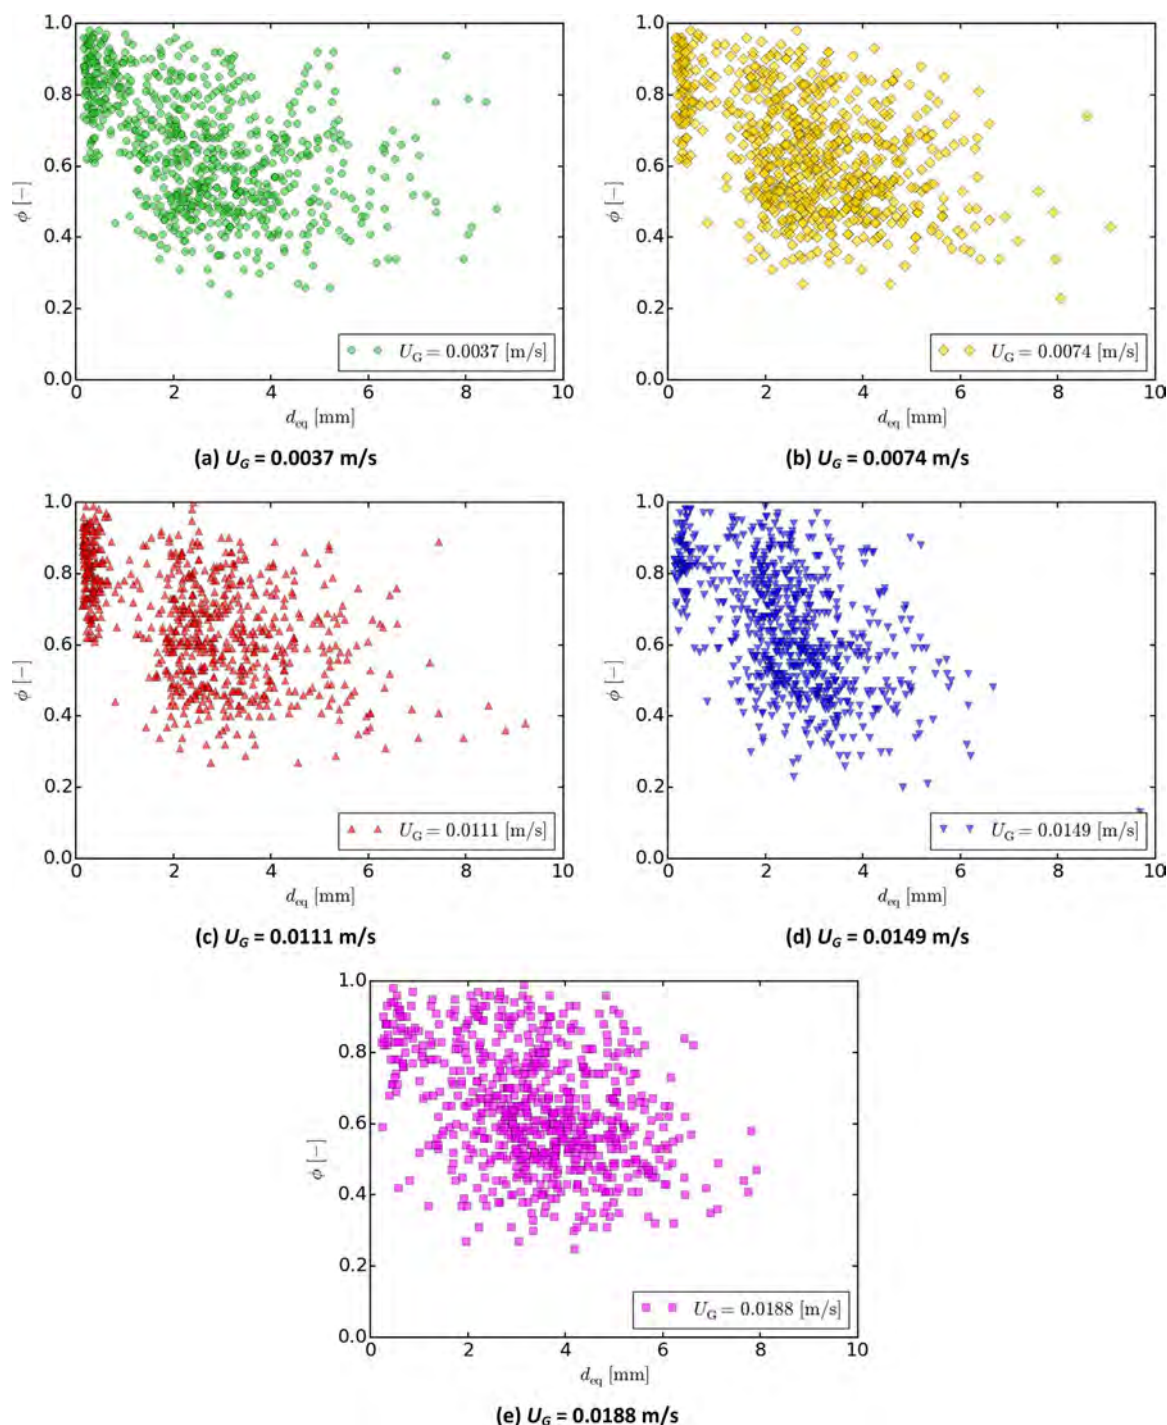 1.0
0.8
0.6
0.4
0.2
0.0
ϕ [−]
0 2 4 6 8 10
d_eq [mm]
U_G = 0.0037 [m/s]
(a) U_G = 0.0037 m/s
1.0
0.8
0.6
0.4
0.2
0.0
ϕ [−]
0 2 4 6 8 10
d_eq [mm]
U_G = 0.0074 [m/s]
(b) U_G = 0.0074 m/s
1.0
0.8
0.6
0.4
0.2
0.0
ϕ [−]
0 2 4 6 8 10
d_eq [mm]
U_G = 0.0111 [m/s]
(c) U_G = 0.0111 m/s
1.0
0.8
0.6
0.4
0.2
0.0
ϕ [−]
0 2 4 6 8 10
d_eq [mm]
U_G = 0.0149 [m/s]
(d) U_G = 0.0149 m/s
1.0
0.8
0.6
0.4
0.2
0.0
ϕ [−]
0 2 4 6 8 10
d_eq [mm]
U_G = 0.0188 [m/s]
(e) U_G = 0.0188 m/s